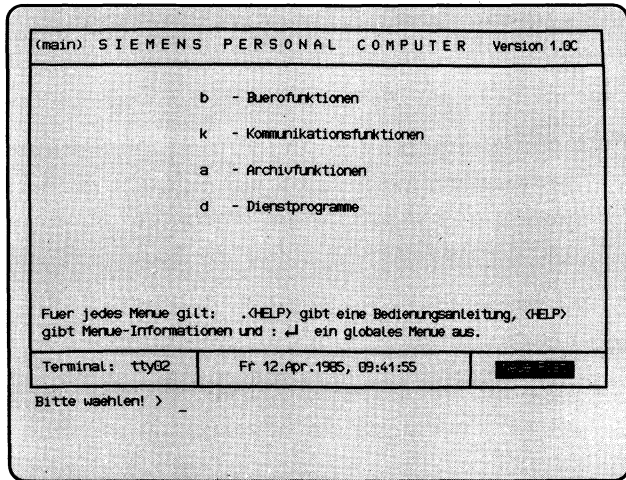 (main) S I E M E N S   P E R S O N A L   C O M P U T E R   Version 1.0C
b - Buerofunktionen
k - Kommunikationsfunktionen
a - Archivfunktionen
d - Dienstprogramme
Fuer jedes Menue gilt: .<HELP> gibt eine Bedienungsanleitung, <HELP>
gibt Menue-Informationen und : ↵ ein globales Menue aus.
Terminal: tty02   Fr 12.Apr.1985, 09:41:55
Bitte waehlen! > _